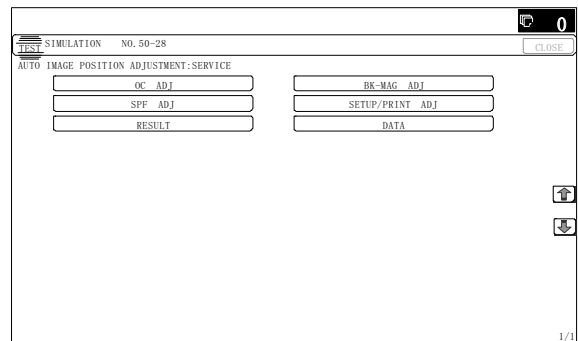 0
TEST SIMULATION NO.50-28
CLOSE
AUTO IMAGE POSITION ADJUSTMENT:SERVICE
OC ADJ BK-MAG ADJ
SPF ADJ SETUP/PRINT ADJ
RESULT DATA
1/1